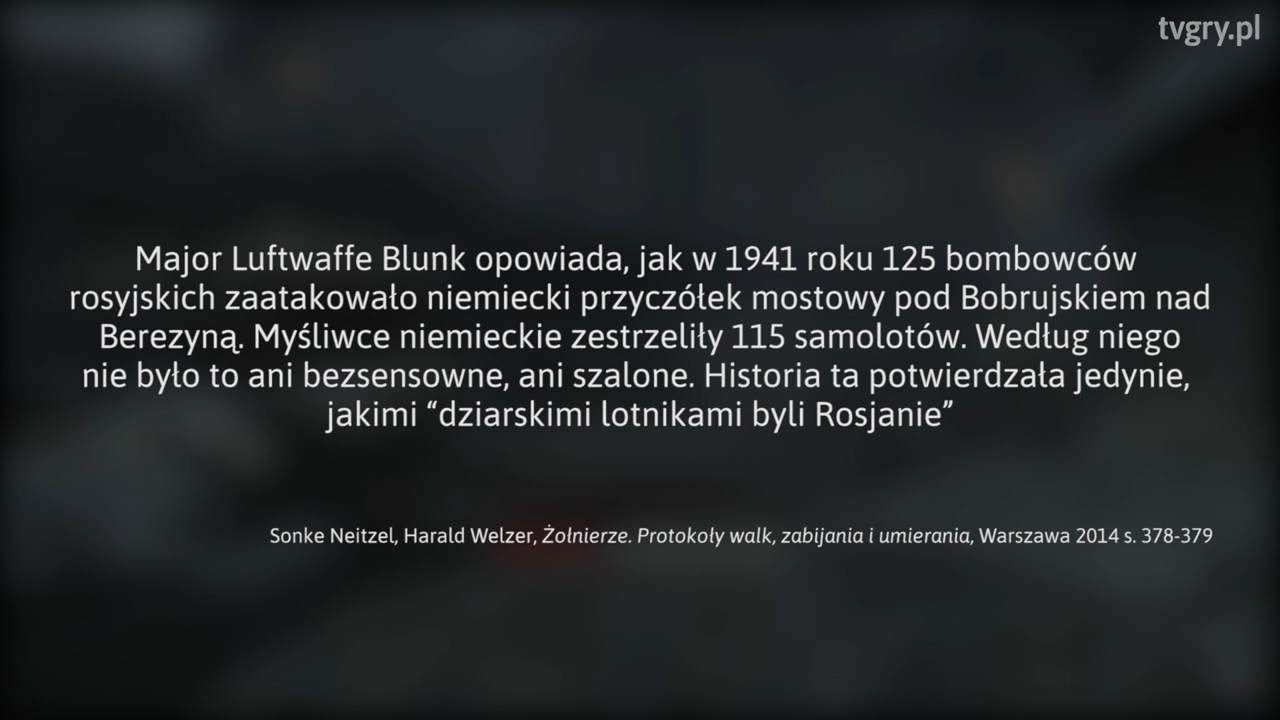 tvgry.pl
Major Luftwaffe Blunk opowiada, jak w 1941 roku 125 bombowców
rosyjskich zaatakowało niemiecki przyczółek mostowy pod Bobrujskiem nad
Berezyną. Myśliwce niemieckie zestrzeliły 115 samolotów. Według niego
nie było to ani bezsensowne, ani szalone. Historia ta potwierdzała jedynie,
jakimi “dziarskimi lotnikami byli Rosjanie”
Sonke Neitzel, Harald Welzer, Żołnierze. Protokoły walk, zabijania i umierania, Warszawa 2014 s. 378-379